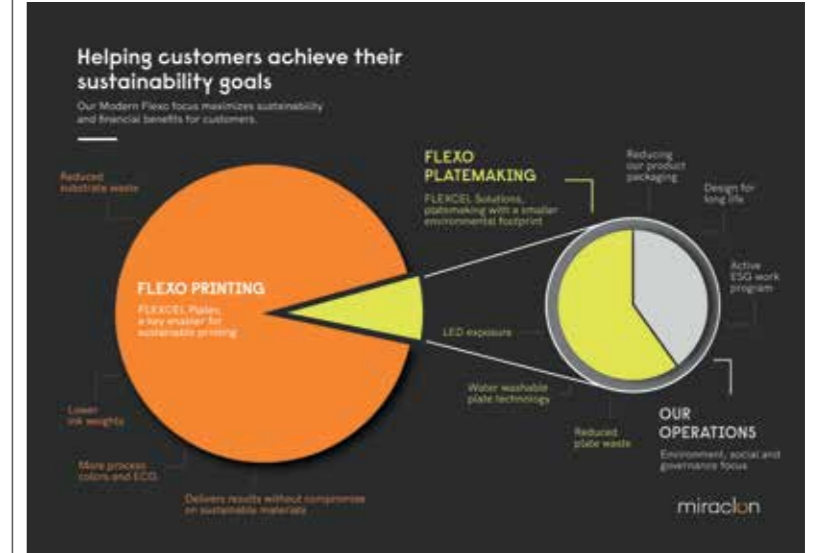 Helping customers achieve their
sustainability goals
Our Modern Flexo focus maximizes sustainability
and financial benefits for customers.
Reduced
substrate waste
FLEXO PRINTING
FLEXCEL Plates,
a key enabler for
sustainable printing
Lower
ink weights
More process
colors and ECG
Delivers results without compromise
on sustainable materials
FLEXO
PLATEMAKING
FLEXCEL Solutions,
platemaking with a smaller
environmental footprint
LED exposure
Water washable
plate technology
Reduced
plate waste
Reducing
our product
packaging
Design for
long life
Active
ESG work
program
OUR
OPERATIONS
Environment, social and
governance focus
miraclon